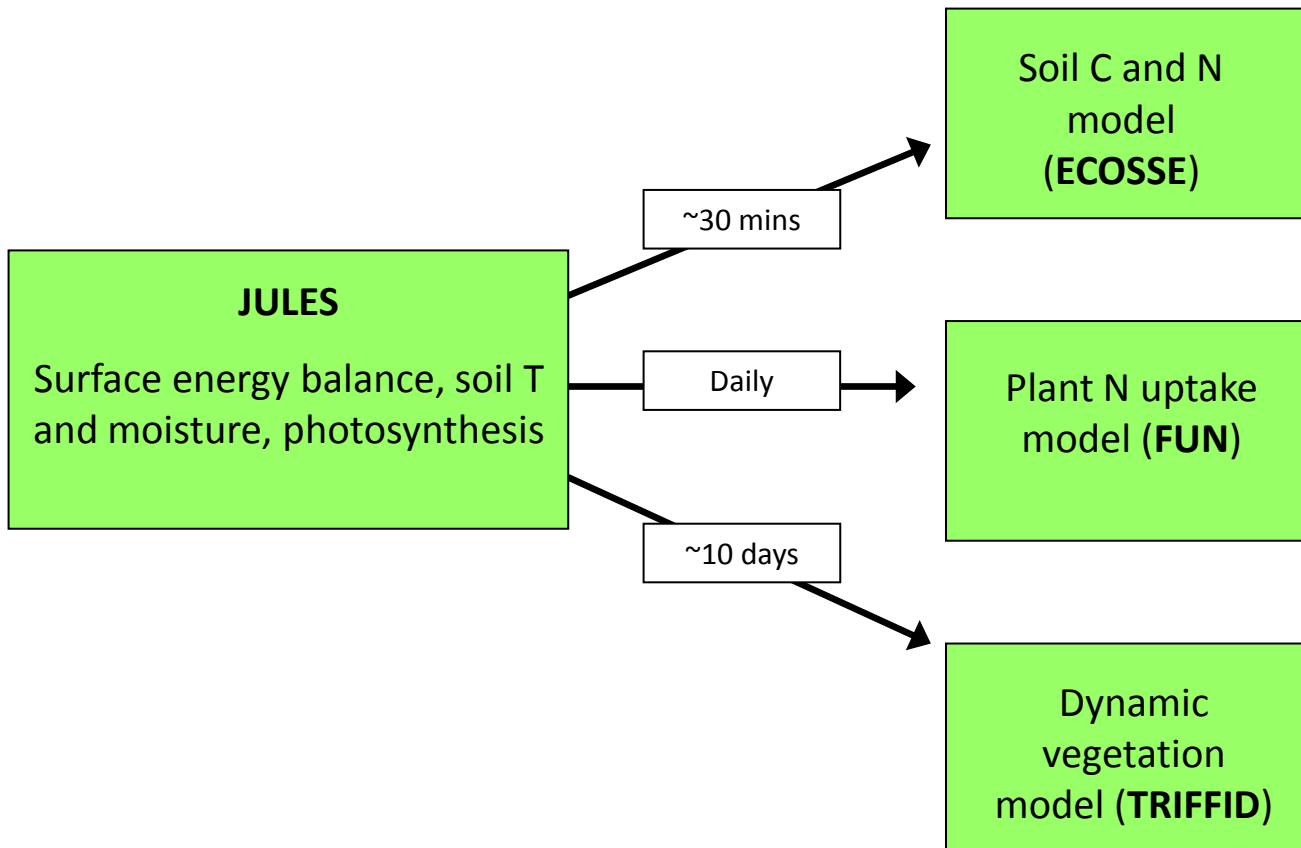 JULES
Surface energy balance, soil T
and moisture, photosynthesis
~30 mins
Daily
~10 days
Soil C and N
model
(ECOSSE)
Plant N uptake
model (FUN)
Dynamic
vegetation
model (TRIFFID)